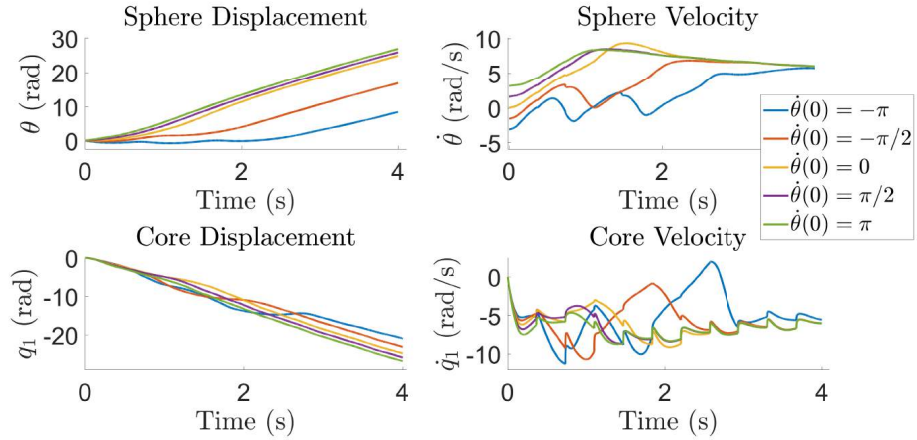 Sphere Displacement
θ (rad)
30
20
10
0
0
2
4
Time (s)
Sphere Velocity
θ̇ (rad/s)
10
5
0
-5
0
2
Time (s)
θ̇(0) = −π
θ̇(0) = −π/2
θ̇(0) = 0
θ̇(0) = π/2
θ̇(0) = π
Core Displacement
q₁ (rad)
0
-10
-20
0
2
4
Time (s)
Core Velocity
q̇₁ (rad/s)
0
-5
-10
0
2
4
Time (s)